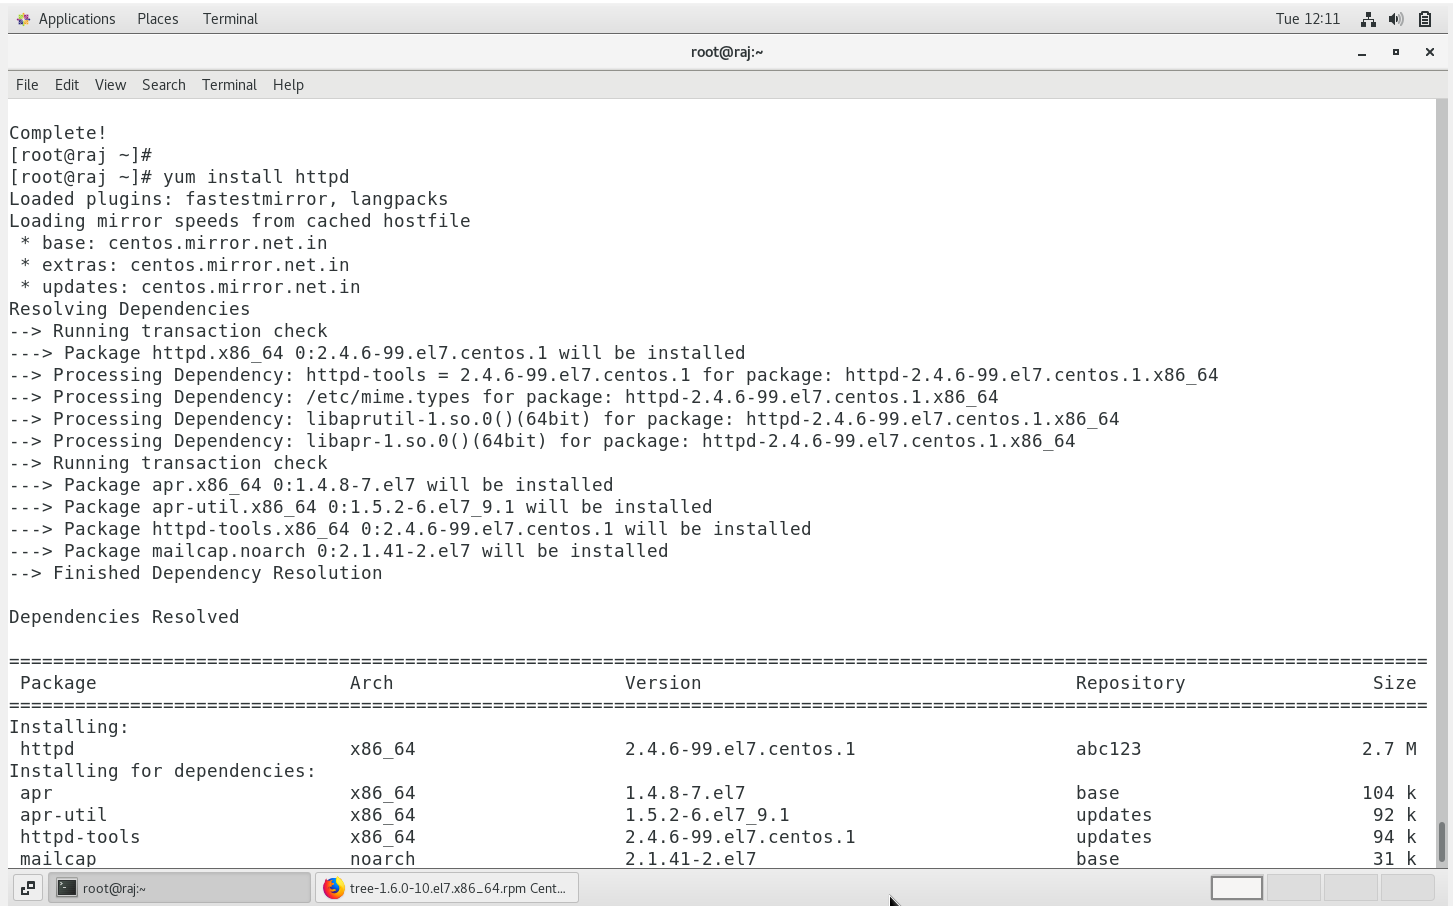 Applications Places Terminal Tue 12:11
root@raj:~
File Edit View Search Terminal Help
Complete!
[root@raj ~]#
[root@raj ~]# yum install httpd
Loaded plugins: fastestmirror, langpacks
Loading mirror speeds from cached hostfile
 * base: centos.mirror.net.in
 * extras: centos.mirror.net.in
 * updates: centos.mirror.net.in
Resolving Dependencies
--> Running transaction check
---> Package httpd.x86_64 0:2.4.6-99.el7.centos.1 will be installed
--> Processing Dependency: httpd-tools = 2.4.6-99.el7.centos.1 for package: httpd-2.4.6-99.el7.centos.1.x86_64
--> Processing Dependency: /etc/mime.types for package: httpd-2.4.6-99.el7.centos.1.x86_64
--> Processing Dependency: libaprutil-1.so.0()(64bit) for package: httpd-2.4.6-99.el7.centos.1.x86_64
--> Processing Dependency: libapr-1.so.0()(64bit) for package: httpd-2.4.6-99.el7.centos.1.x86_64
--> Running transaction check
---> Package apr.x86_64 0:1.4.8-7.el7 will be installed
---> Package apr-util.x86_64 0:1.5.2-6.el7_9.1 will be installed
---> Package httpd-tools.x86_64 0:2.4.6-99.el7.centos.1 will be installed
---> Package mailcap.noarch 0:2.1.41-2.el7 will be installed
--> Finished Dependency Resolution
Dependencies Resolved
=================================================================================================================================
 Package Arch Version Repository Size
=================================================================================================================================
Installing:
 httpd x86_64 2.4.6-99.el7.centos.1 abc123 2.7 M
Installing for dependencies:
 apr x86_64 1.4.8-7.el7 base 104 k
 apr-util x86_64 1.5.2-6.el7_9.1 updates 92 k
 httpd-tools x86_64 2.4.6-99.el7.centos.1 updates 94 k
 mailcap noarch 2.1.41-2.el7 base 31 k
root@raj:~ tree-1.6.0-10.el7.x86_64.rpm Cent...